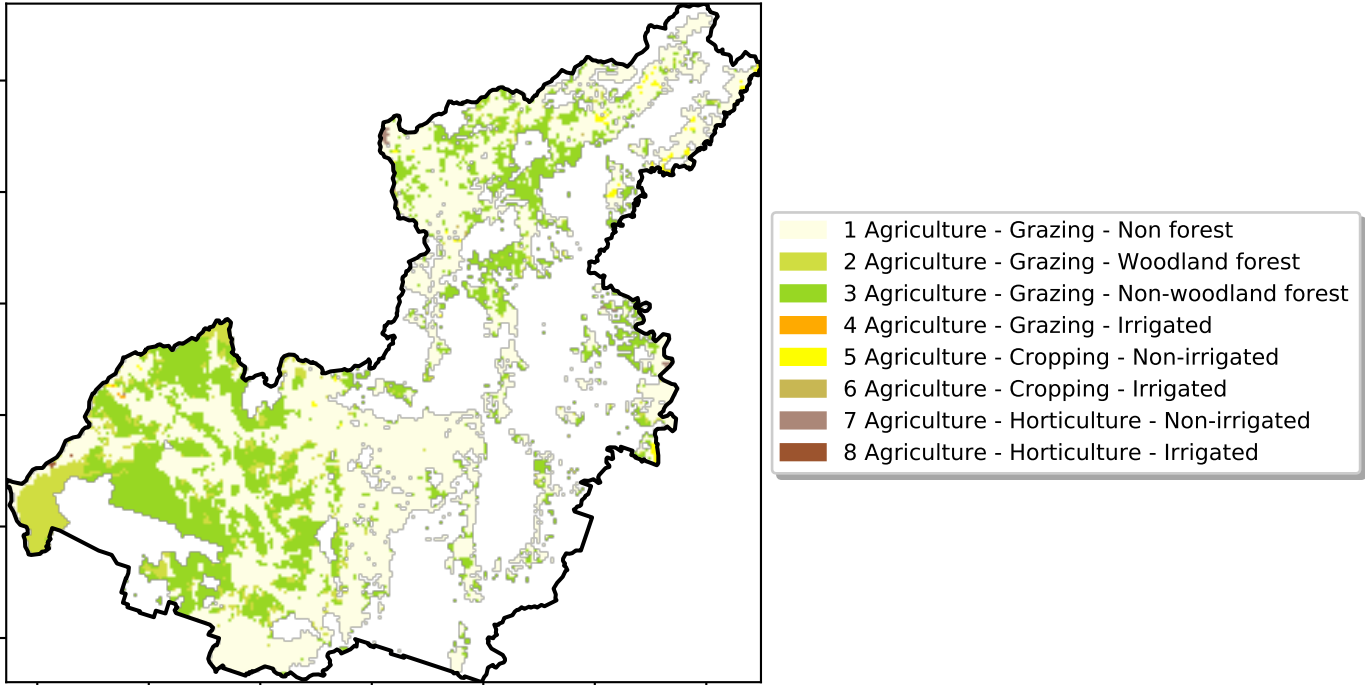 1 Agriculture - Grazing - Non forest
2 Agriculture - Grazing - Woodland forest
3 Agriculture - Grazing - Non-woodland forest
4 Agriculture - Grazing - Irrigated
5 Agriculture - Cropping - Non-irrigated
6 Agriculture - Cropping - Irrigated
7 Agriculture - Horticulture - Non-irrigated
8 Agriculture - Horticulture - Irrigated